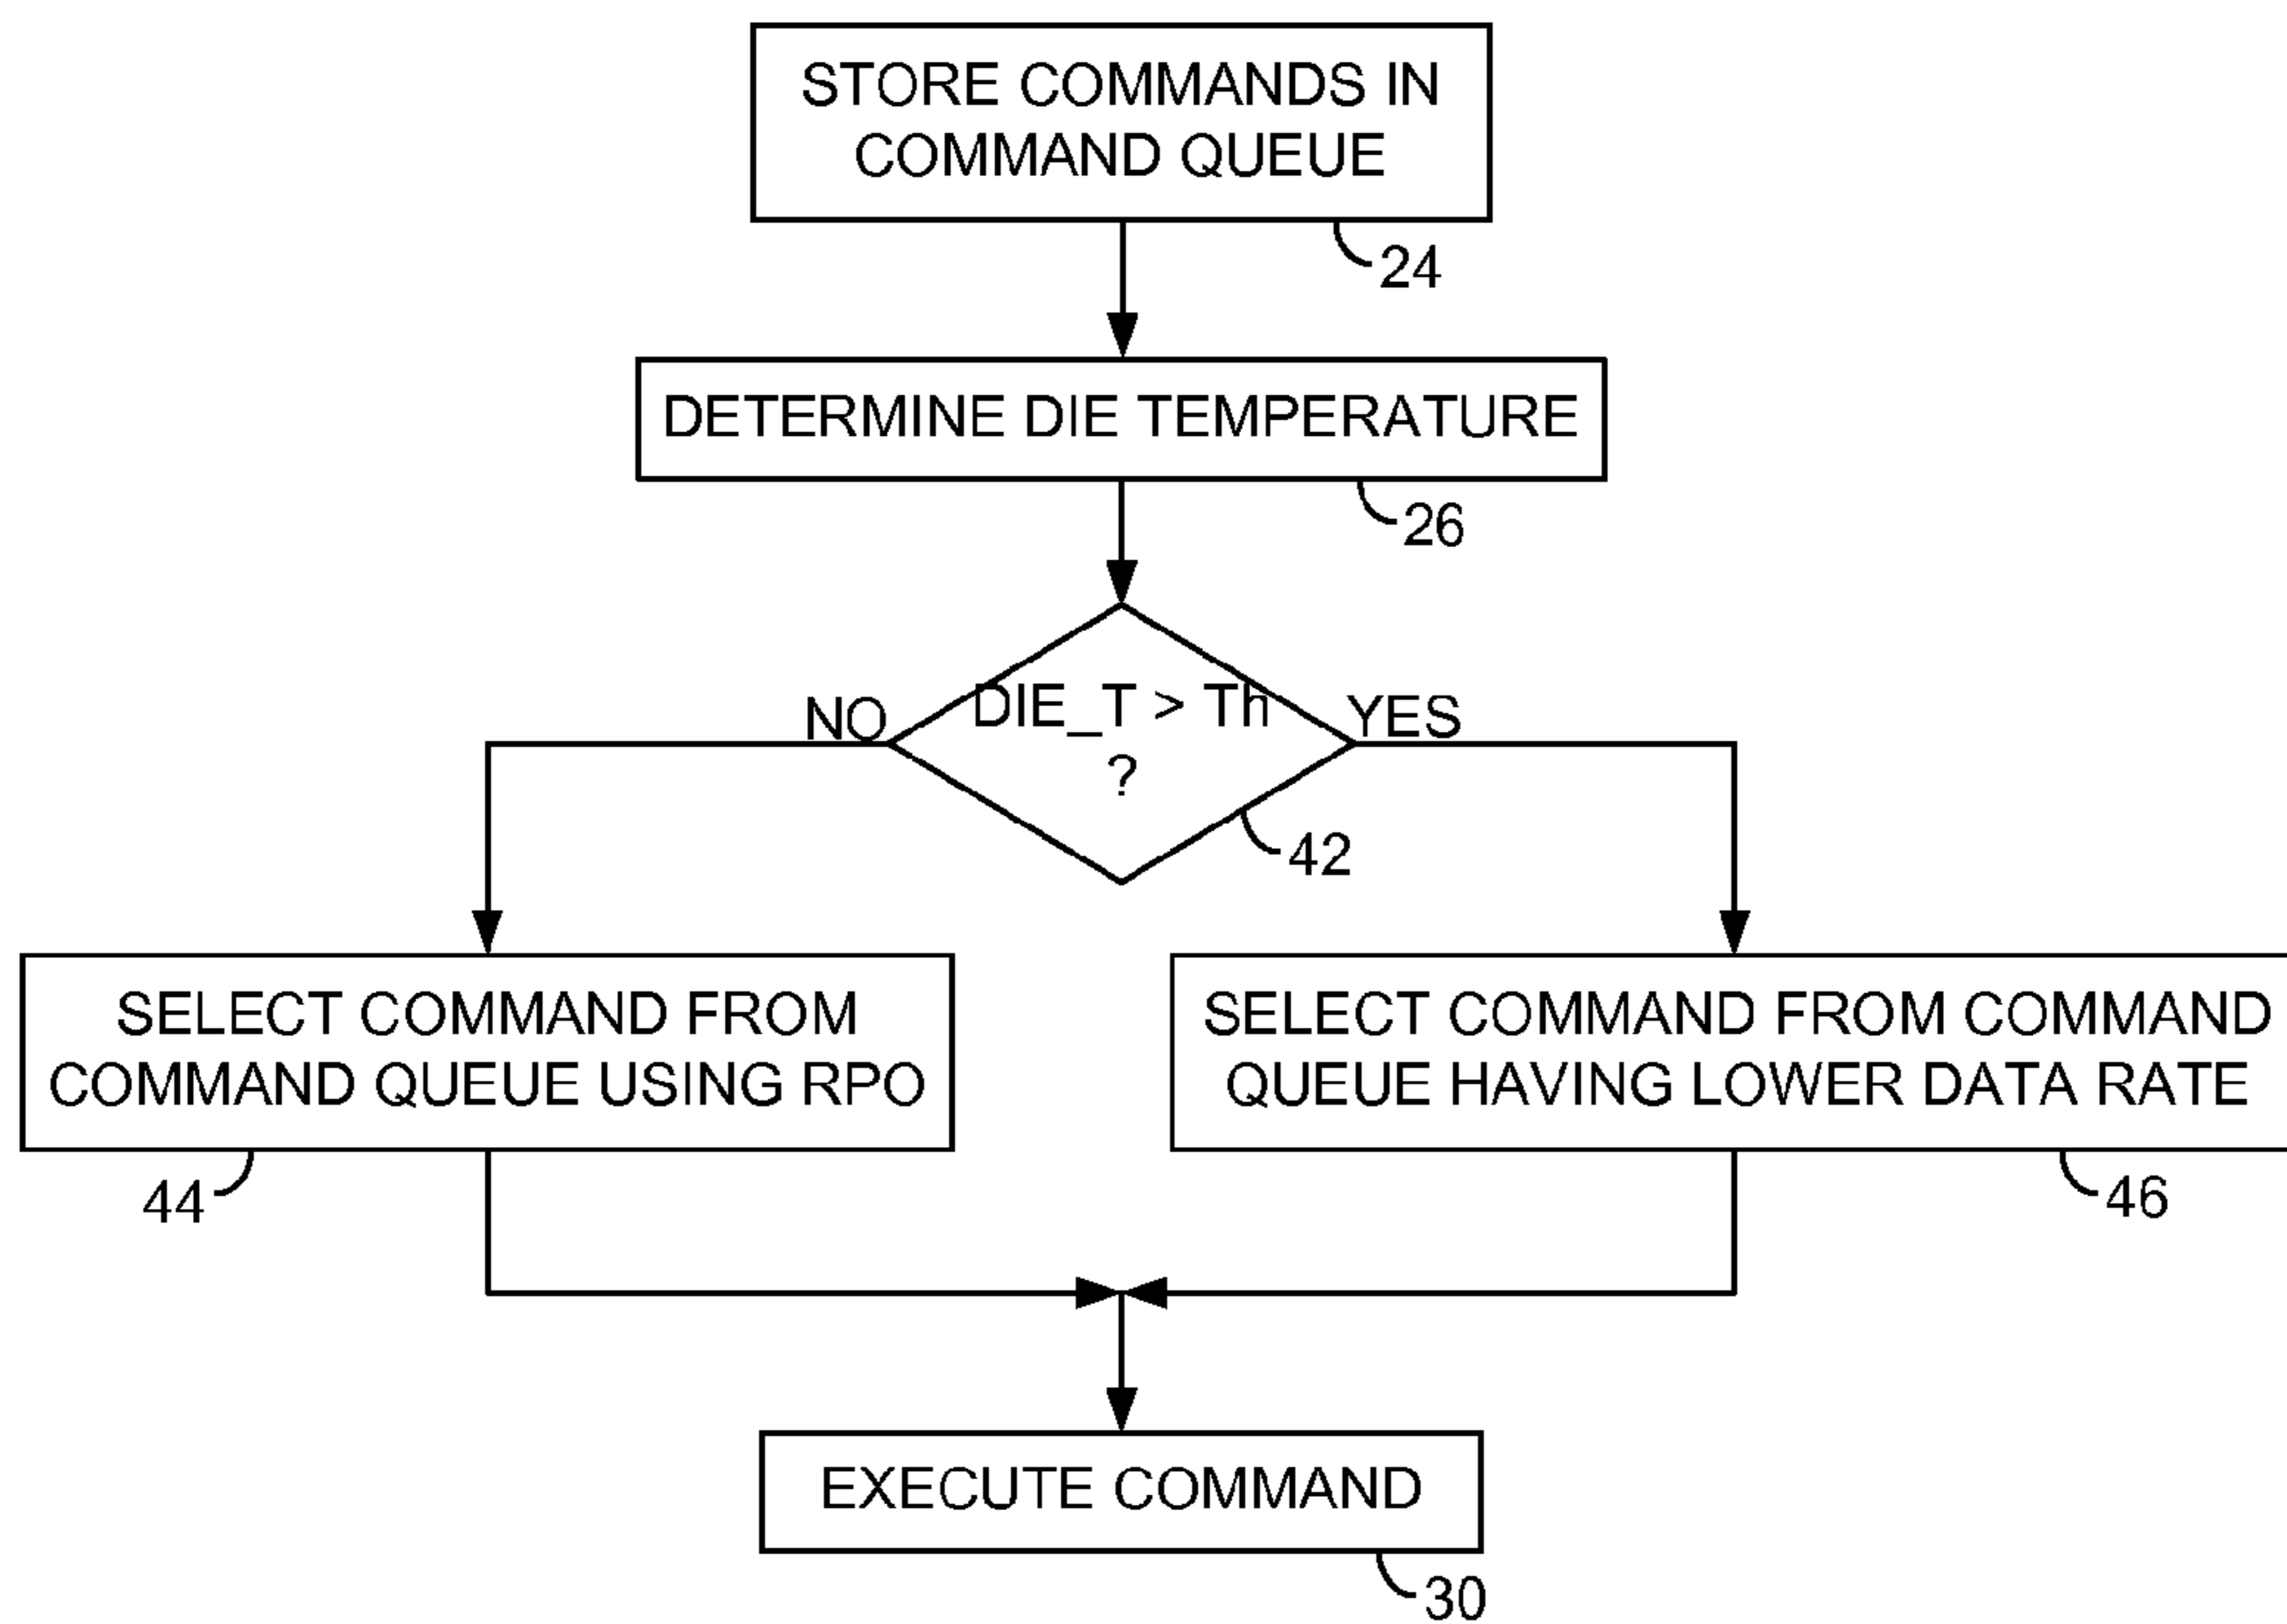 STORE COMMANDS IN
COMMAND QUEUE
24
DETERMINE DIE TEMPERATURE
26
DIE_T > Th
?
NO
YES
42
SELECT COMMAND FROM
COMMAND QUEUE USING RPO
44
SELECT COMMAND FROM COMMAND
QUEUE HAVING LOWER DATA RATE
46
EXECUTE COMMAND
30